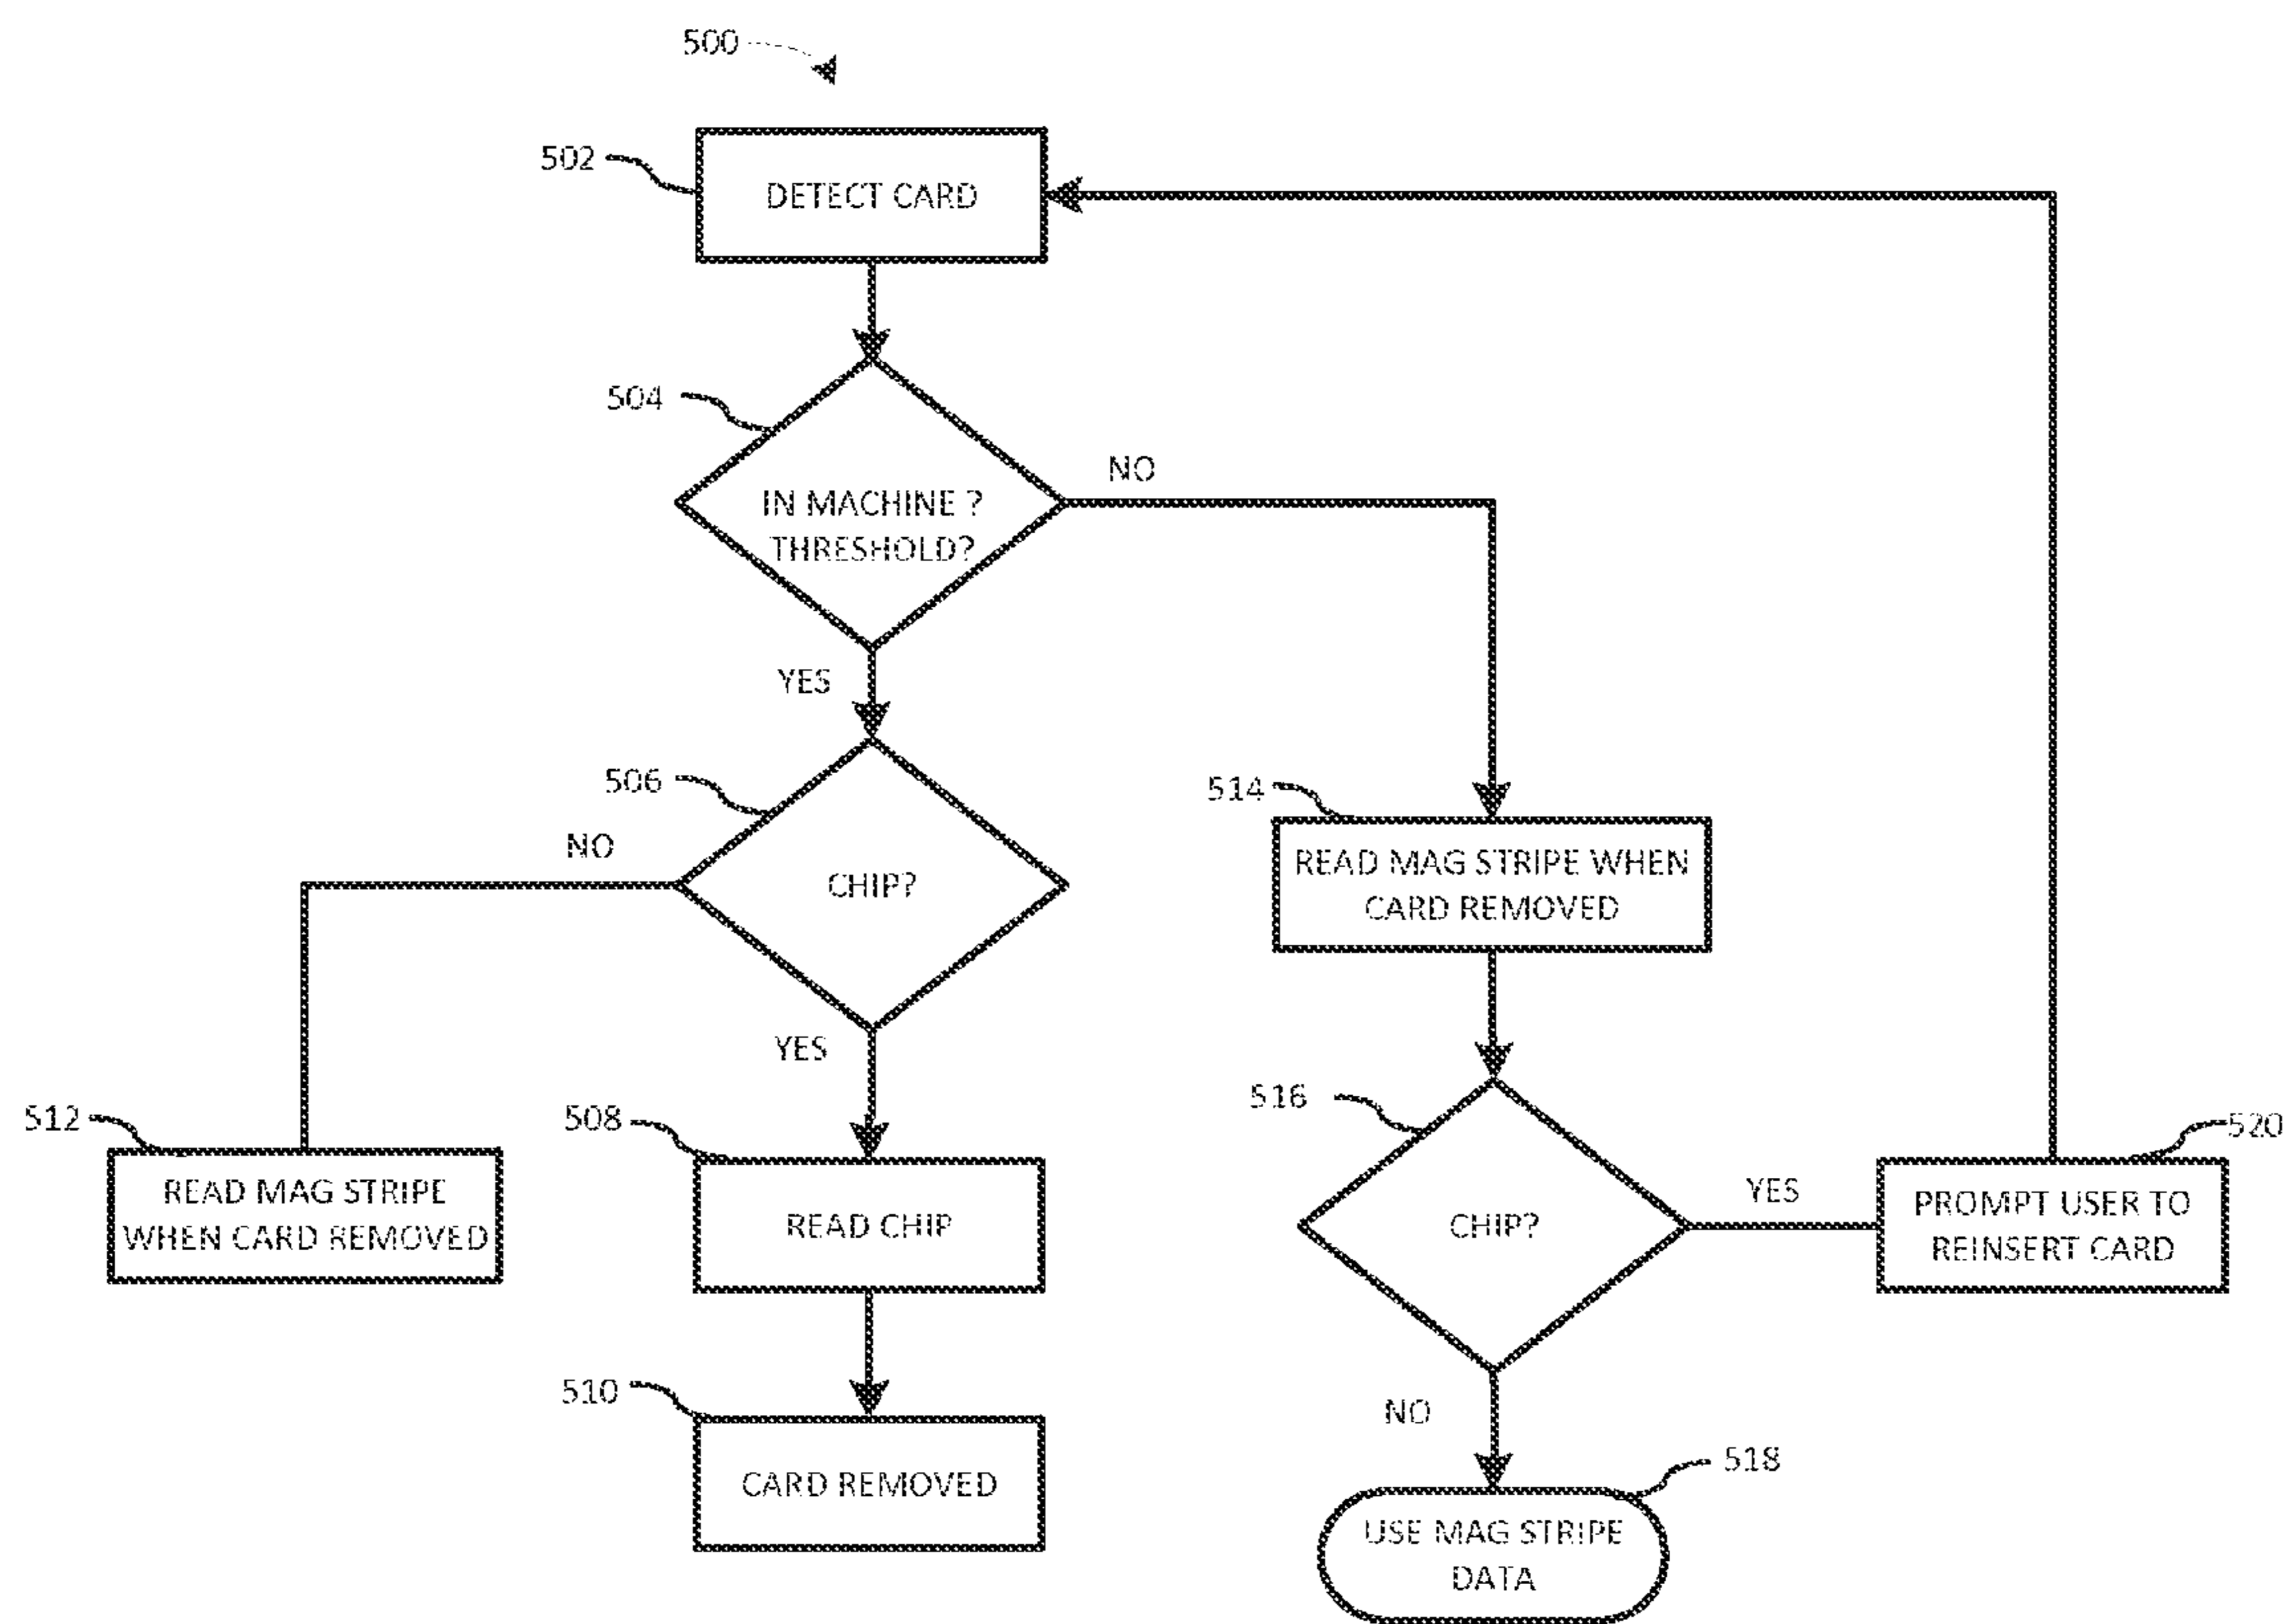 500
502
DETECT CARD
504
NO
IN MACHINE ?
THRESHOLD?
YES
506
NO
CHIP?
YES
514
READ MAG STRIPE WHEN
CARD REMOVED
512
READ MAG STRIPE
WHEN CARD REMOVED
508
READ CHIP
516
CHIP?
YES
520
PROMPT USER TO
REINSERT CARD
510
CARD REMOVED
NO
518
USE MAG STRIPE
DATA